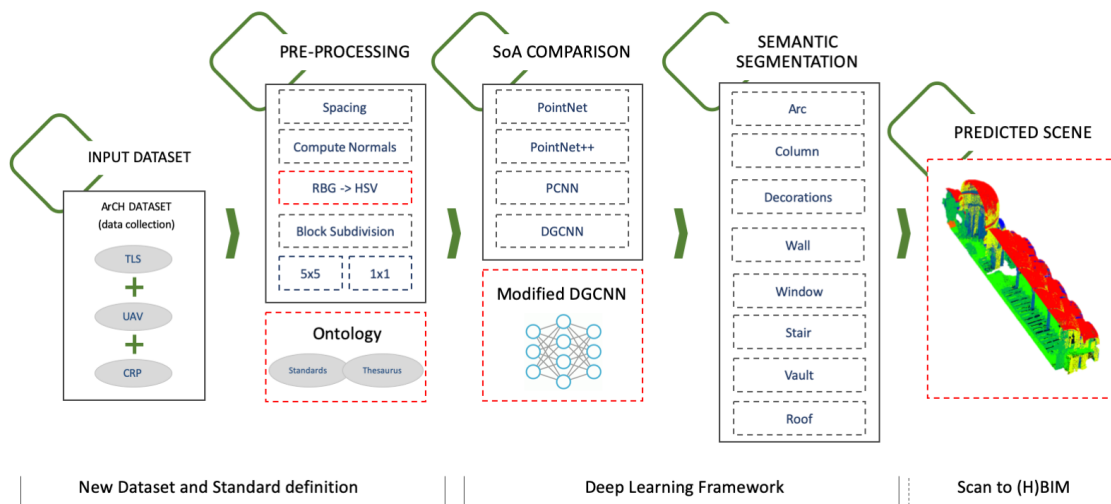 INPUT DATASET
ArCH DATASET
(data collection)
TLS
+
UAV
+
CRP
PRE-PROCESSING
Spacing
Compute Normals
RBG -> HSV
Block Subdivision
5x5
1x1
Ontology
Standards
Thesaurus
SoA COMPARISON
PointNet
PointNet++
PCNN
DGCNN
Modified DGCNN
SEMANTIC
SEGMENTATION
Arc
Column
Decorations
Wall
Window
Stair
Vault
Roof
PREDICTED SCENE
New Dataset and Standard definition
Deep Learning Framework
Scan to (H)BIM